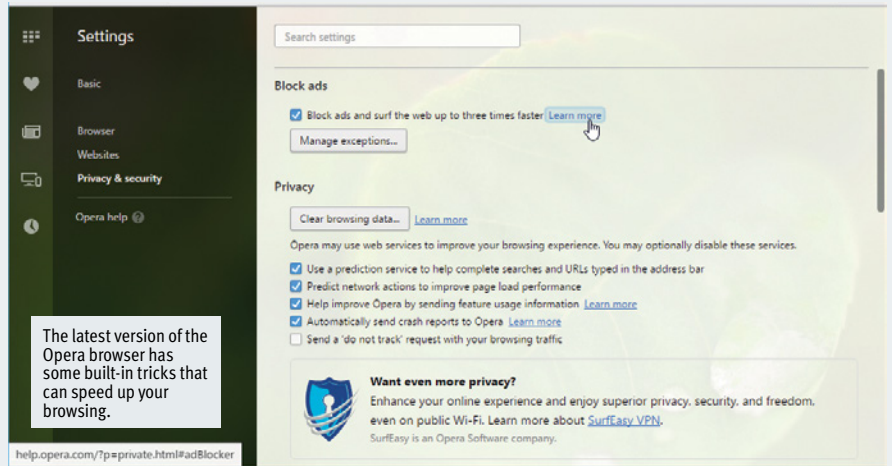 Settings
Basic
Browser
Websites
Privacy & security
Opera help
The latest version of the
Opera browser has
some built-in tricks that
can speed up your
browsing.
help.opera.com/?p=private.html#adBlocker
Search settings
Block ads
Block ads and surf the web up to three times faster Learn more
Manage exceptions...
Privacy
Clear browsing data... Learn more
Opera may use web services to improve your browsing experience. You may optionally disable these services.
Use a prediction service to help complete searches and URLs typed in the address bar
Predict network actions to improve page load performance
Help improve Opera by sending feature usage information Learn more
Automatically send crash reports to Opera Learn more
Send a 'do not track' request with your browsing traffic
Want even more privacy?
Enhance your online experience and enjoy superior privacy, security, and freedom,
even on public Wi-Fi. Learn more about SurfEasy VPN.
SurfEasy is an Opera Software company.